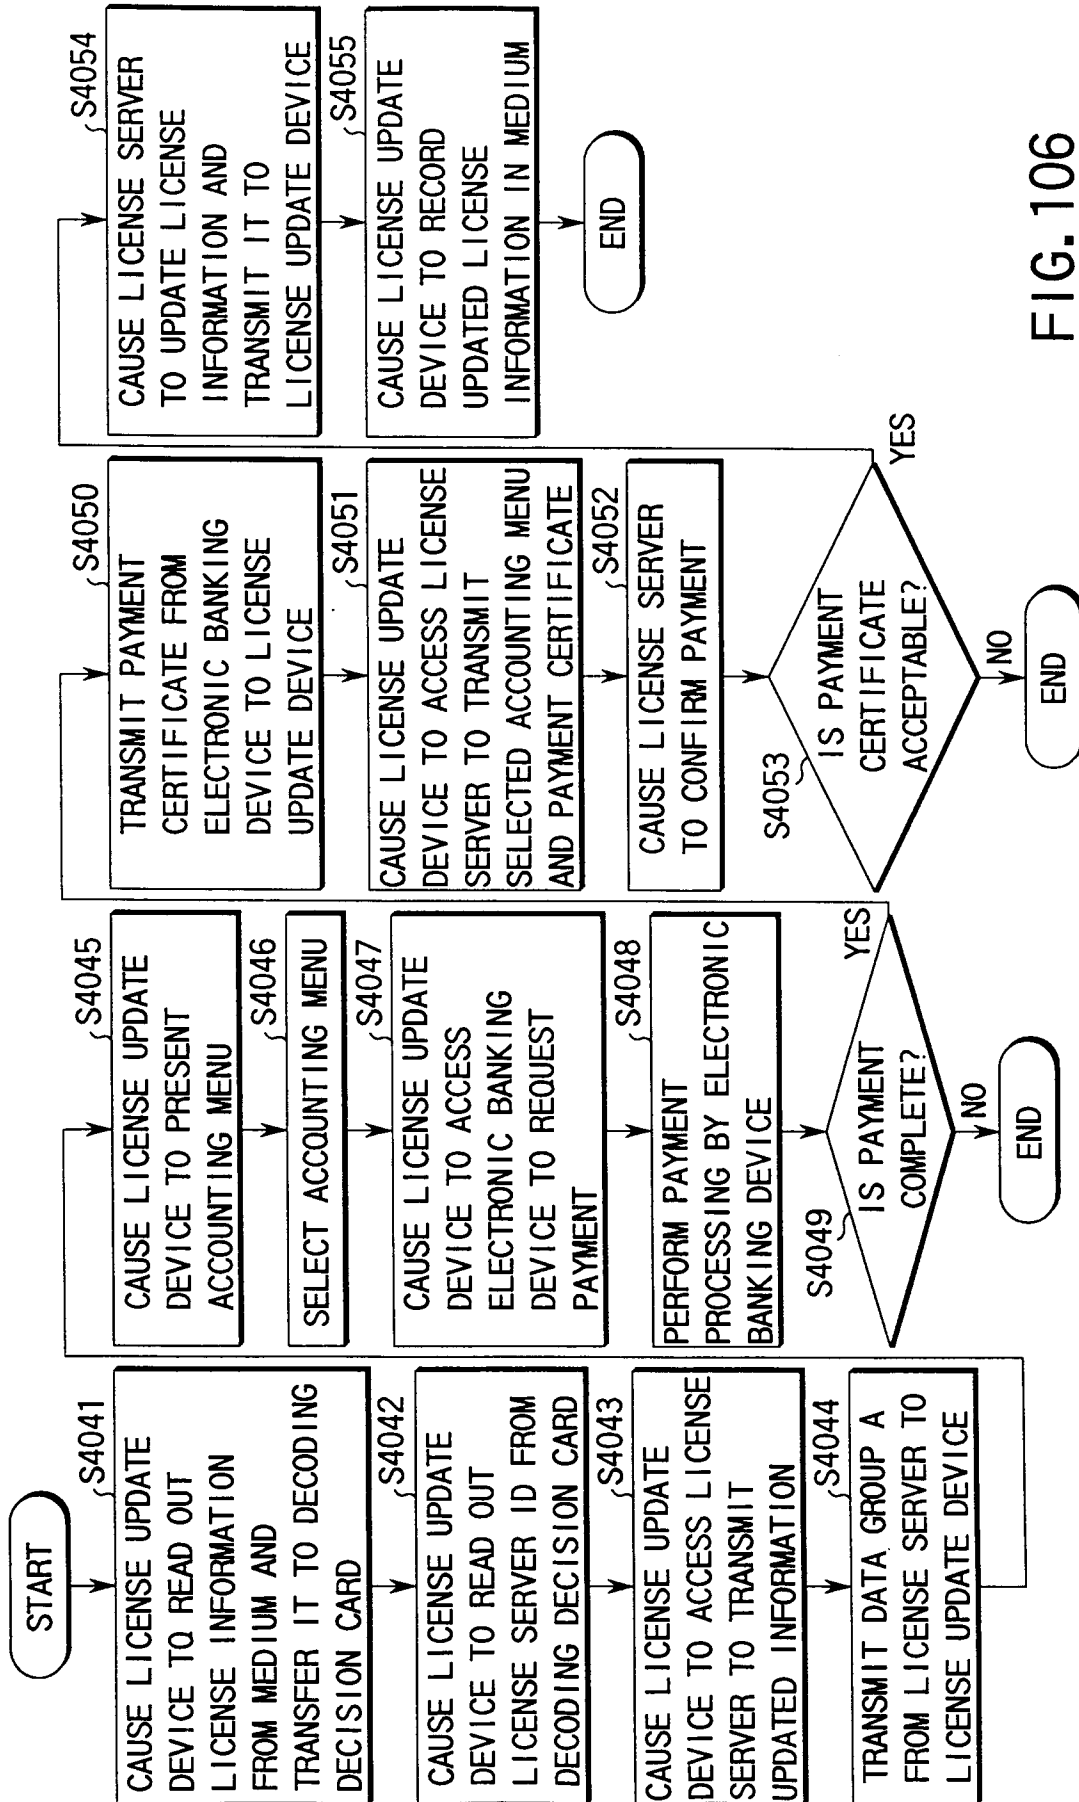 START
S4041
CAUSE LICENSE UPDATE
DEVICE TO READ OUT
LICENSE INFORMATION
FROM MEDIUM AND
TRANSFER IT TO DECODING
DECISION CARD
S4042
CAUSE LICENSE UPDATE
DEVICE TO READ OUT
LICENSE SERVER ID FROM
DECODING DECISION CARD
S4043
CAUSE LICENSE UPDATE
DEVICE TO ACCESS LICENSE
SERVER TO TRANSMIT
UPDATED INFORMATION
S4044
TRANSMIT DATA GROUP A
FROM LICENSE SERVER TO
LICENSE UPDATE DEVICE
S4045
CAUSE LICENSE UPDATE
DEVICE TO PRESENT
ACCOUNTING MENU
S4046
SELECT ACCOUNTING MENU
S4047
CAUSE LICENSE UPDATE
DEVICE TO ACCESS
ELECTRONIC BANKING
DEVICE TO REQUEST
PAYMENT
S4048
PERFORM PAYMENT
PROCESSING BY ELECTRONIC
BANKING DEVICE
S4049
IS PAYMENT
COMPLETE?
YES
NO
END
S4050
TRANSMIT PAYMENT
CERTIFICATE FROM
ELECTRONIC BANKING
DEVICE TO LICENSE
UPDATE DEVICE
S4051
CAUSE LICENSE UPDATE
DEVICE TO ACCESS LICENSE
SERVER TO TRANSMIT
SELECTED ACCOUNTING MENU
AND PAYMENT CERTIFICATE
S4052
CAUSE LICENSE SERVER
TO CONFIRM PAYMENT
S4053
IS PAYMENT
CERTIFICATE
ACCEPTABLE?
YES
NO
END
S4054
CAUSE LICENSE SERVER
TO UPDATE LICENSE
INFORMATION AND
TRANSMIT IT TO
LICENSE UPDATE DEVICE
S4055
CAUSE LICENSE UPDATE
DEVICE TO RECORD
UPDATED LICENSE
INFORMATION IN MEDIUM
END
FIG. 106